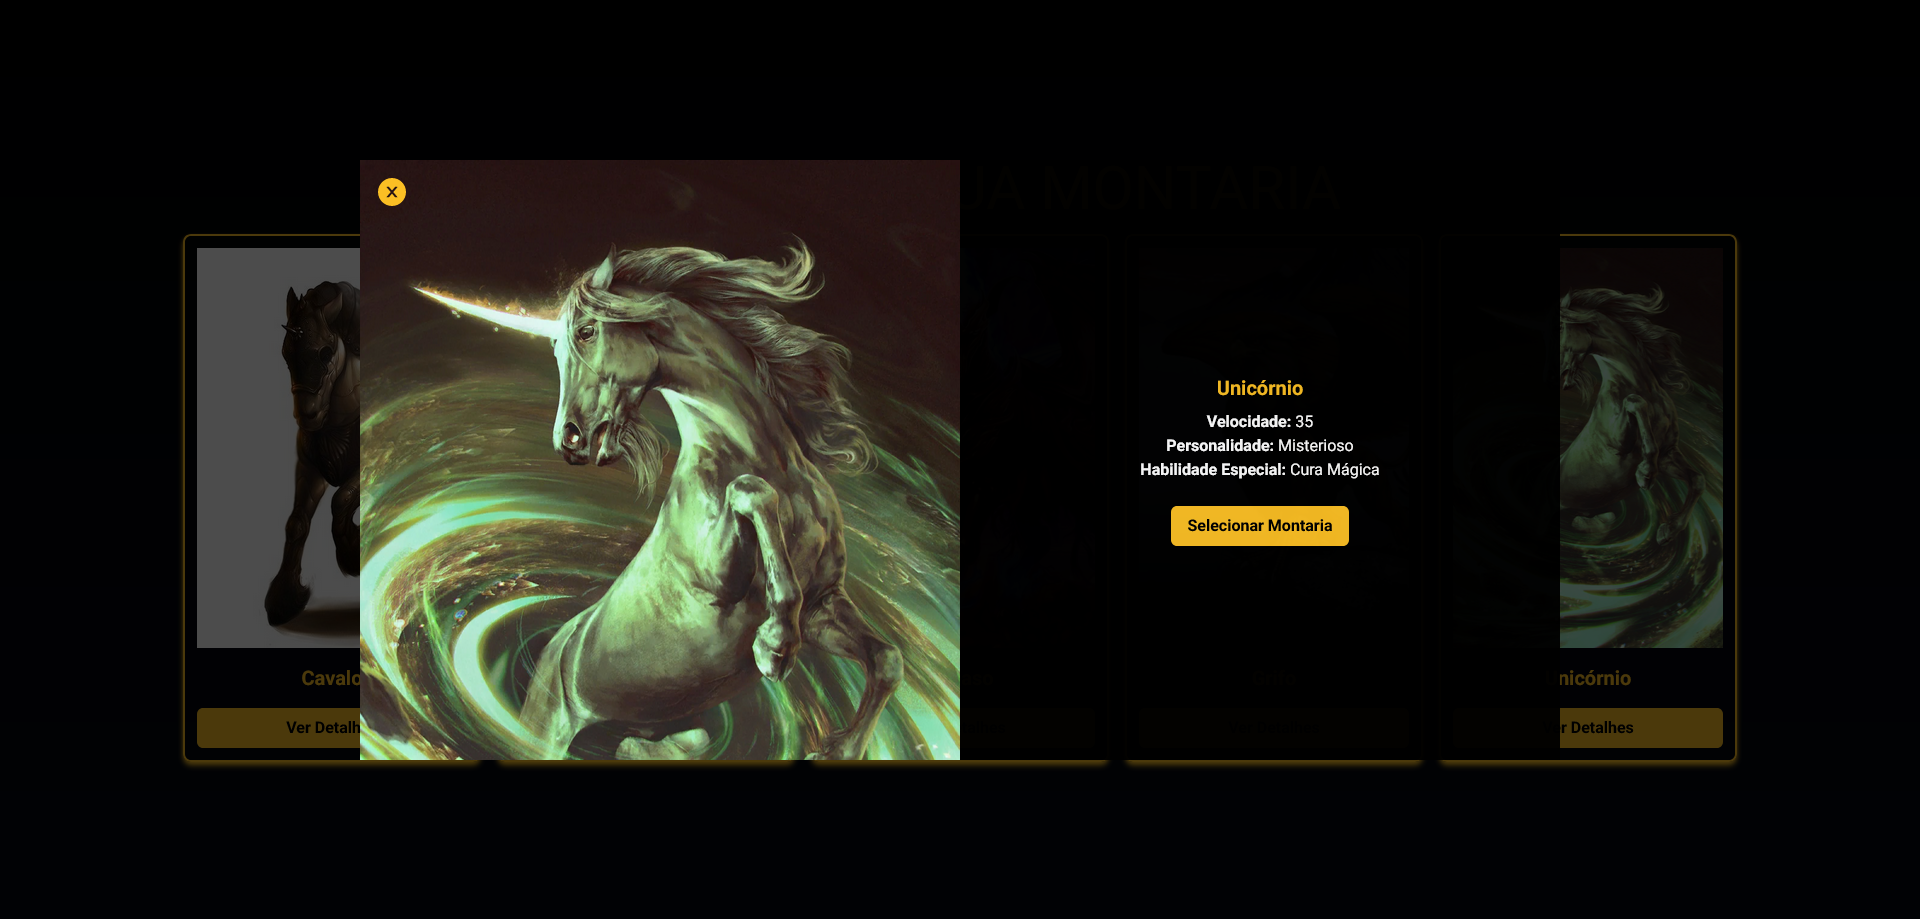 UA MONTARIA
X
Unicórnio
Velocidade: 35
Personalidade: Misterioso
Habilidade Especial: Cura Mágica
Selecionar Montaria
Cavalo
Ver Detalh
nicórnio
r Detalhes